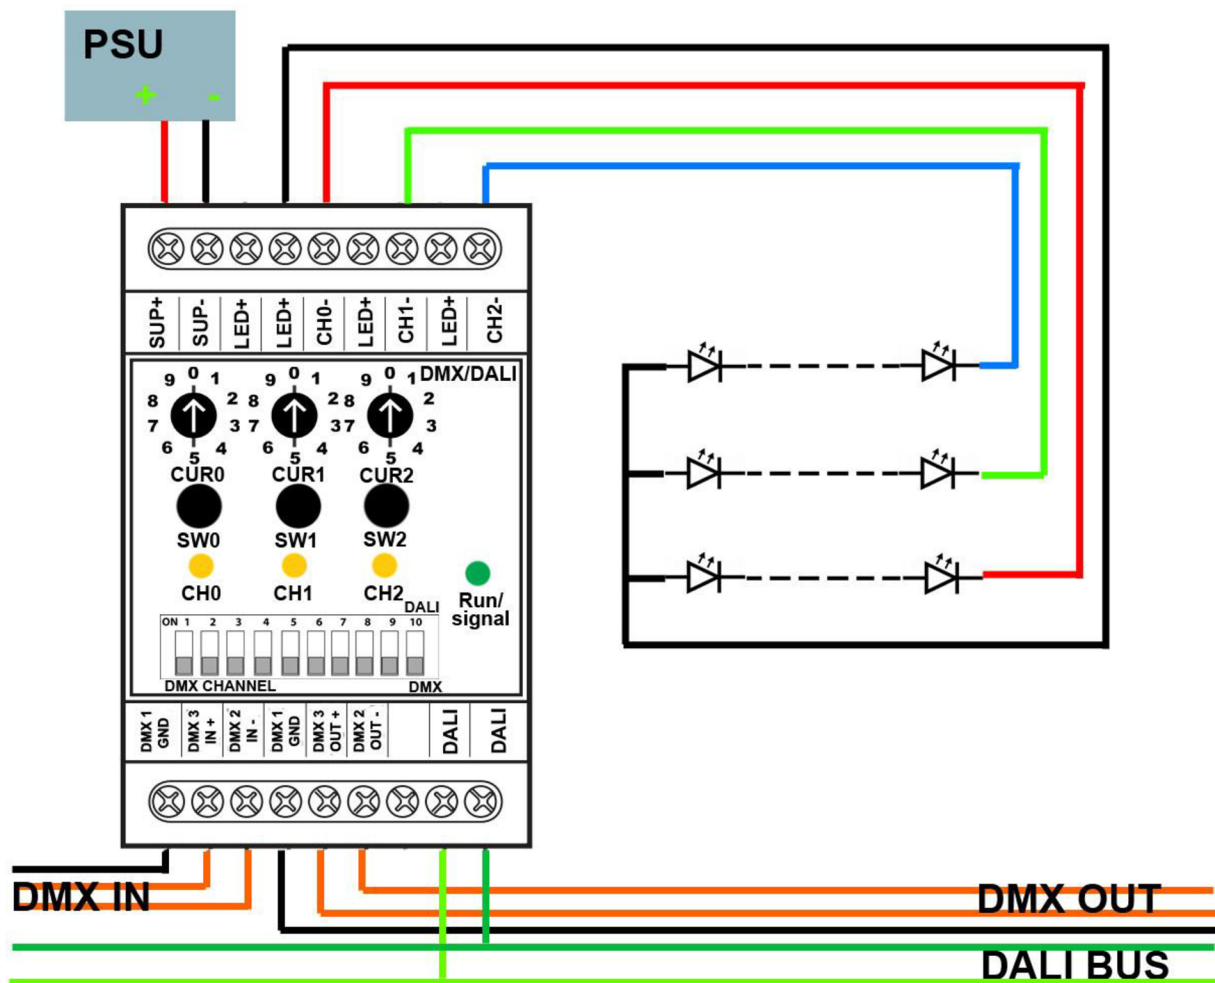 PSU
+ -
SUP+
SUP-
LED+
LED+
CH0-
LED+
CH1-
LED+
CH2-
DMX/DALI
9 0 1
8 2
7 3
6 5 4
9 0 1
8 2
7 3
6 5 4
9 0 1
8 2
7 3
6 5 4
CUR0 CUR1 CUR2
SW0 SW1 SW2
CH0 CH1 CH2
Run/
signal
DALI
ON 1 2 3 4 5 6 7 8 9 10
DMX CHANNEL DMX
DMX 1
GND
DMX 3
IN +
DMX 2
IN -
DMX 1
GND
DMX 3
OUT +
DMX 2
OUT -
DALI
DALI
DMX IN
DMX OUT
DALI BUS